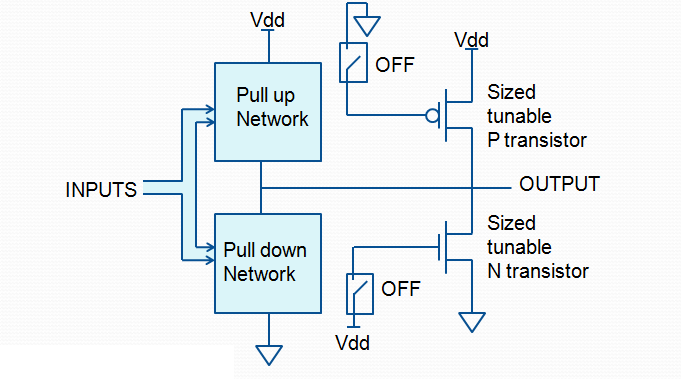 Vdd
Pull up
Network
INPUTS
Pull down
Network
OFF
Vdd
Sized
tunable
P transistor
OUTPUT
Sized
tunable
N transistor
OFF
Vdd